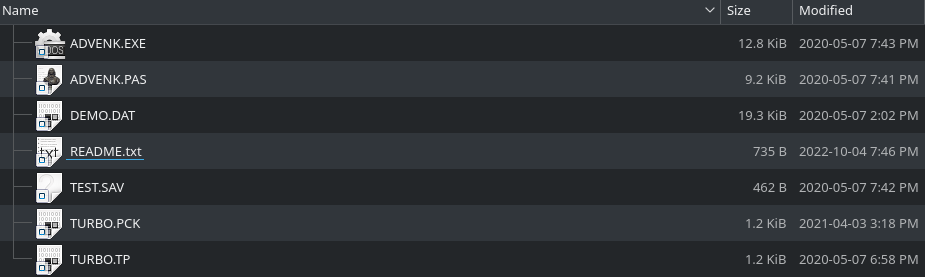 Name Size Modified
ADVENK.EXE 12.8 KiB 2020-05-07 7:43 PM
ADVENK.PAS 9.2 KiB 2020-05-07 7:41 PM
DEMO.DAT 19.3 KiB 2020-05-07 2:02 PM
README.txt 735 B 2022-10-04 7:46 PM
TEST.SAV 462 B 2020-05-07 7:42 PM
TURBO.PCK 1.2 KiB 2021-04-03 3:18 PM
TURBO.TP 1.2 KiB 2020-05-07 6:58 PM